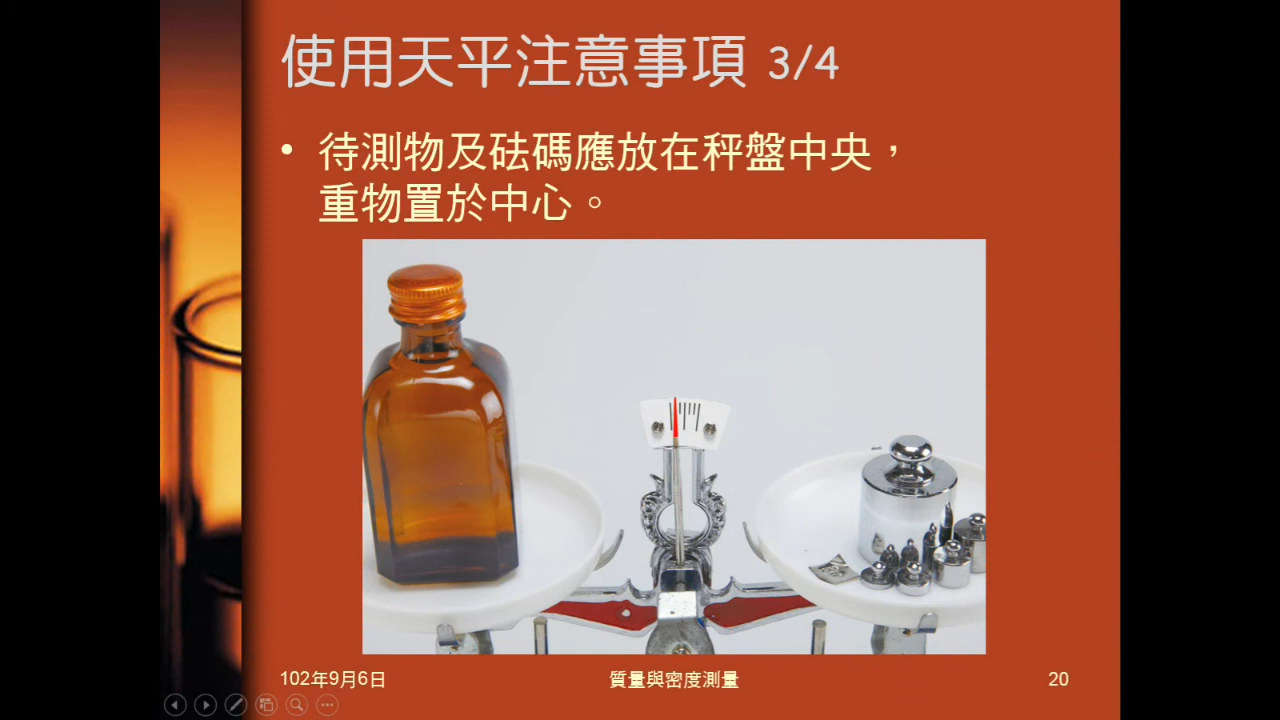 使用天平注意事項 3/4
• 待測物及砝碼應放在秤盤中央，
重物置於中心。
102年9月6日
質量與密度測量
20